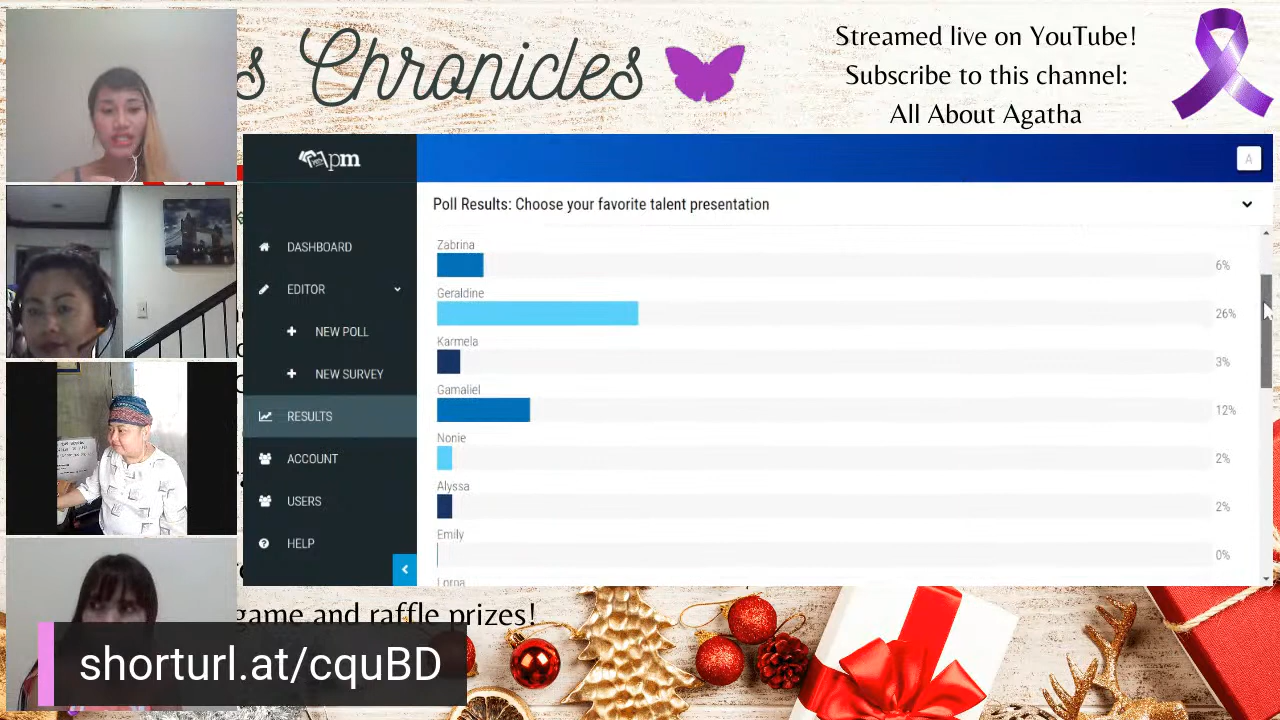 s Chronicles
Streamed live on YouTube!
Subscribe to this channel:
All About Agatha
pm
A
Poll Results: Choose your favorite talent presentation
DASHBOARD
EDITOR
NEW POLL
NEW SURVEY
RESULTS
ACCOUNT
USERS
HELP
Zabrina
6%
Geraldine
26%
Karmela
3%
Gamaliel
12%
Nonie
2%
Alyssa
2%
Emily
0%
Lorna
game and raffle prizes!
shorturl.at/cquBD